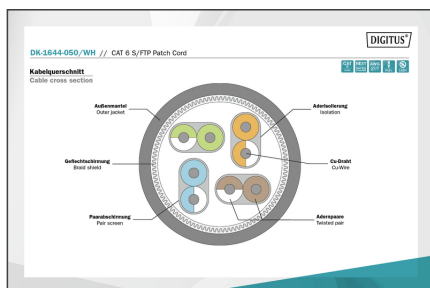 DIGITUS®
DK-1644-050/WH // CAT 6 S/FTP Patch Cord
Kabelquerschnitt
Cable cross section
Außenmantel
Outer jacket
Aderisolierung
Isolation
Geflechtschirmung
Braid shield
Cu-Draht
Cu-Wire
Paarabschirmung
Pair screen
Adernpaare
Twisted pair